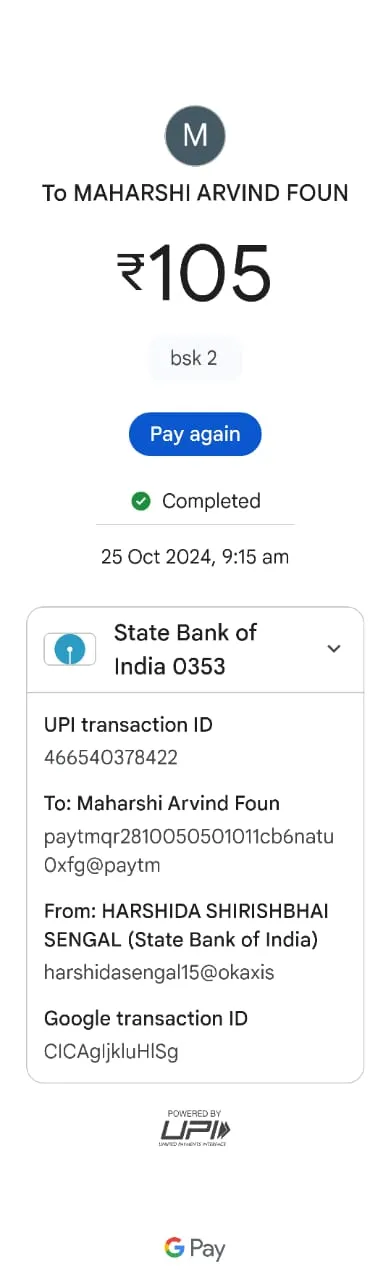 M
To MAHARSHI ARVIND FOUN
₹105
bsk 2
Pay again
Completed
25 Oct 2024, 9:15 am
State Bank of
India 0353
UPI transaction ID
466540378422
To: Maharshi Arvind Foun
paytmqr2810050501011cb6natu
0xfg@paytm
From: HARSHIDA SHIRISHBHAI
SENGAL (State Bank of India)
harshidasengal15@okaxis
Google transaction ID
CICAgIjkluHlSg
POWERED BY
UPI
UNIFIED PAYMENTS INTERFACE
G Pay